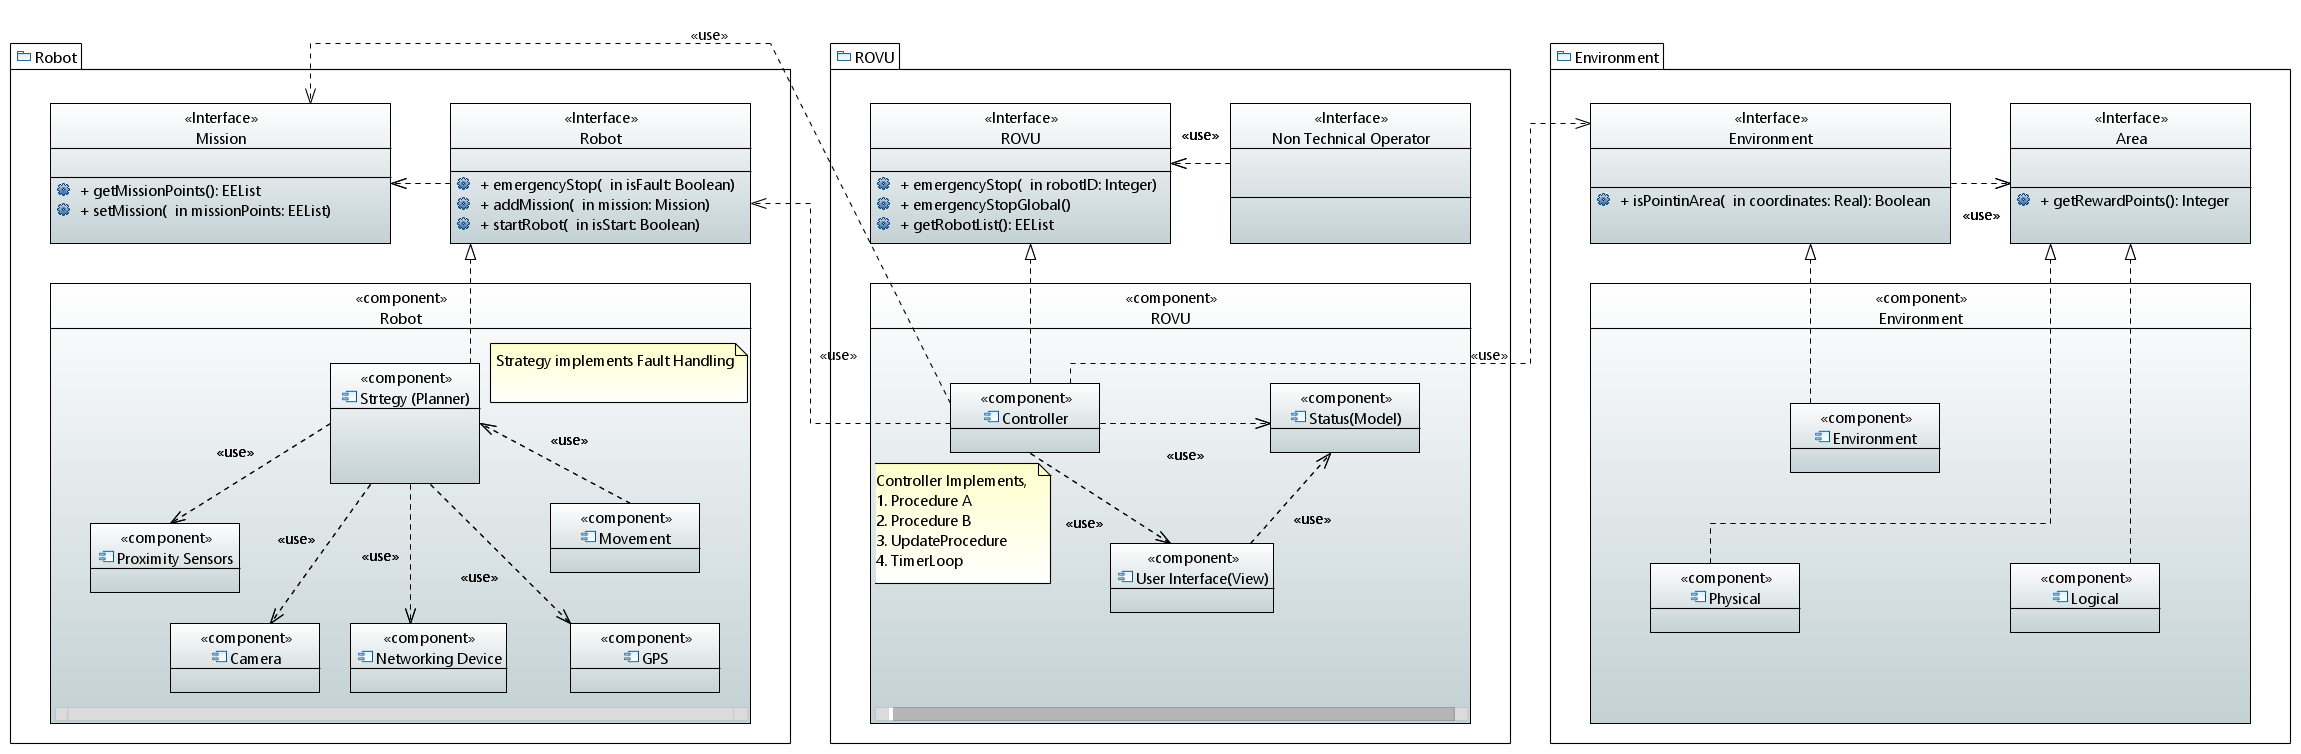 Robot
«use»
«Interface»
Mission
+ getMissionPoints(): EEList
+ setMission(  in missionPoints: EEList)
«Interface»
Robot
+ emergencyStop(  in isFault: Boolean)
+ addMission(  in mission: Mission)
+ startRobot(  in isStart: Boolean)
«component»
Robot
Strategy implements Fault Handling
«component»
Strtegy (Planner)
«use»
«use»
«component»
Proximity Sensors
«use»
«use»
«use»
«component»
Movement
«component»
Camera
«component»
Networking Device
«component»
GPS
«use»
ROVU
«Interface»
ROVU
+ emergencyStop(  in robotID: Integer)
+ emergencyStopGlobal()
+ getRobotList(): EEList
«use»
«Interface»
Non Technical Operator
«component»
ROVU
«use»
«component»
Controller
«component»
Status(Model)
«use»
Controller Implements,
1. Procedure A
2. Procedure B
3. UpdateProcedure
4. TimerLoop
«use»
«use»
«component»
User Interface(View)
Environment
«Interface»
Environment
+ isPointinArea(  in coordinates: Real): Boolean
«use»
«Interface»
Area
+ getRewardPoints(): Integer
«component»
Environment
«component»
Environment
«component»
Physical
«component»
Logical